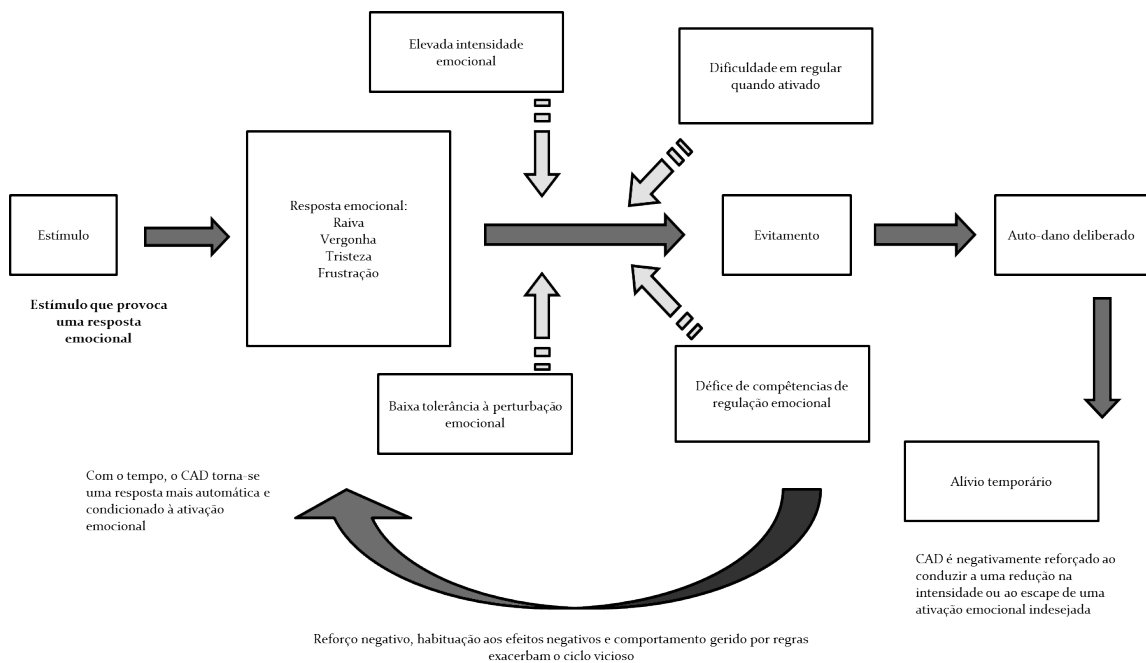 Elevada intensidade
emocional
Dificuldade em regular
quando ativado
Estímulo
Resposta emocional:
Raiva
Vergonha
Tristeza
Frustração
Evitamento
Auto-dano deliberado
Estímulo que provoca
uma resposta
emocional
Baixa tolerância à perturbação
emocional
Défice de compêtencias de
regulação emocional
Alívio temporário
Com o tempo, o CAD torna-se
uma resposta mais automática e
condicionado à ativação
emocional
CAD é negativamente reforçado ao
conduzir a uma redução na
intensidade ou ao escape de uma
ativação emocional indesejada
Reforço negativo, habituação aos efeitos negativos e comportamento gerido por regras
exacerbam o ciclo vicioso